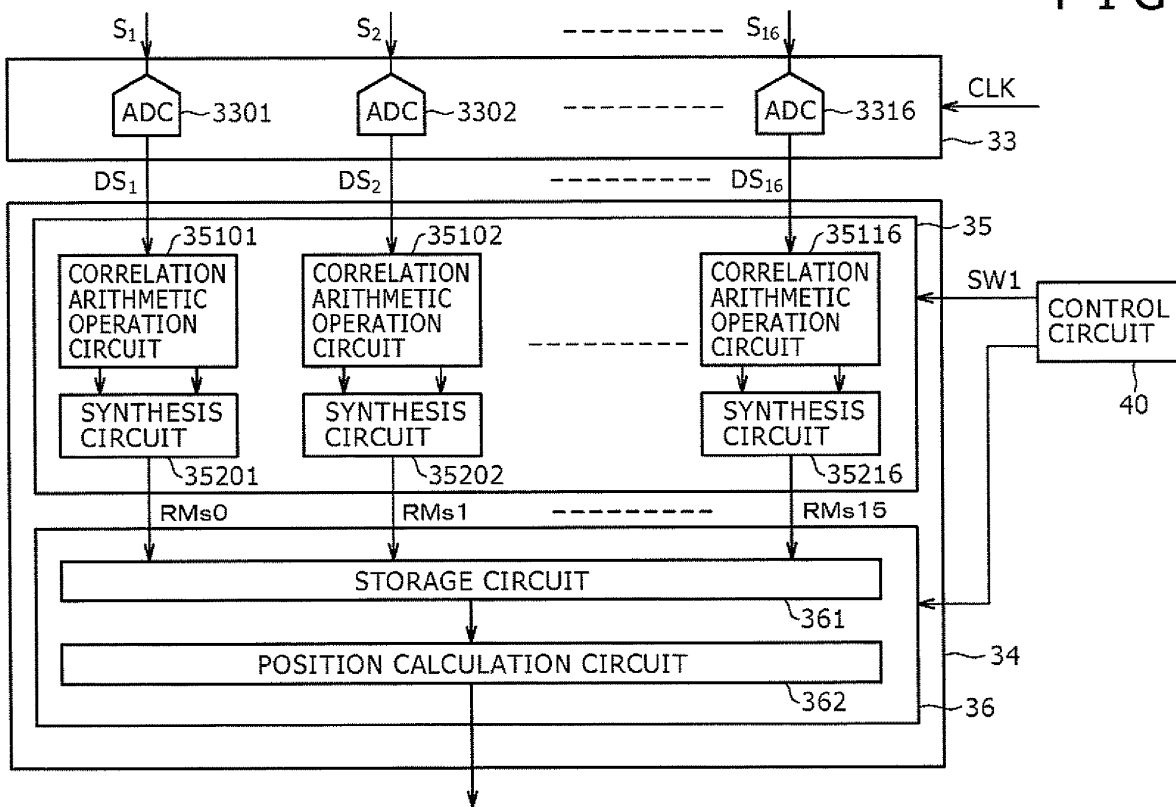 FIG
S₁ S₂ S₁₆
ADC 3301 ADC 3302 ADC 3316 CLK
33
DS₁ DS₂ DS₁₆
35101 35102 35116 35
CORRELATION ARITHMETIC OPERATION CIRCUIT
CORRELATION ARITHMETIC OPERATION CIRCUIT
CORRELATION ARITHMETIC OPERATION CIRCUIT
SW1
CONTROL
CIRCUIT
40
SYNTHESIS CIRCUIT
SYNTHESIS CIRCUIT
SYNTHESIS CIRCUIT
35201 35202 35216
RMs0 RMs1 RMs15
STORAGE CIRCUIT
361
POSITION CALCULATION CIRCUIT
34
362
36